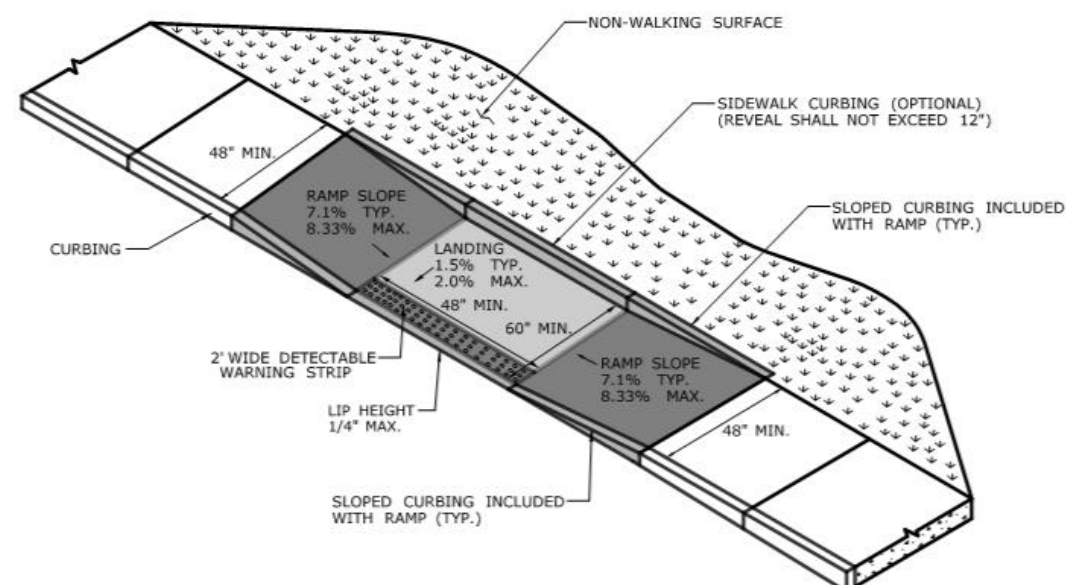 NON-WALKING SURFACE
SIDEWALK CURBING (OPTIONAL)
(REVEAL SHALL NOT EXCEED 12")
48" MIN.
RAMP SLOPE
7.1% TYP.
8.33% MAX.
SLOPED CURBING INCLUDED
WITH RAMP (TYP.)
CURBING
LANDING
1.5% TYP.
2.0% MAX.
48" MIN.
60" MIN.
2' WIDE DETECTABLE
WARNING STRIP
RAMP SLOPE
7.1% TYP.
8.33% MAX.
LIP HEIGHT
1/4" MAX.
48" MIN.
SLOPED CURBING INCLUDED
WITH RAMP (TYP.)